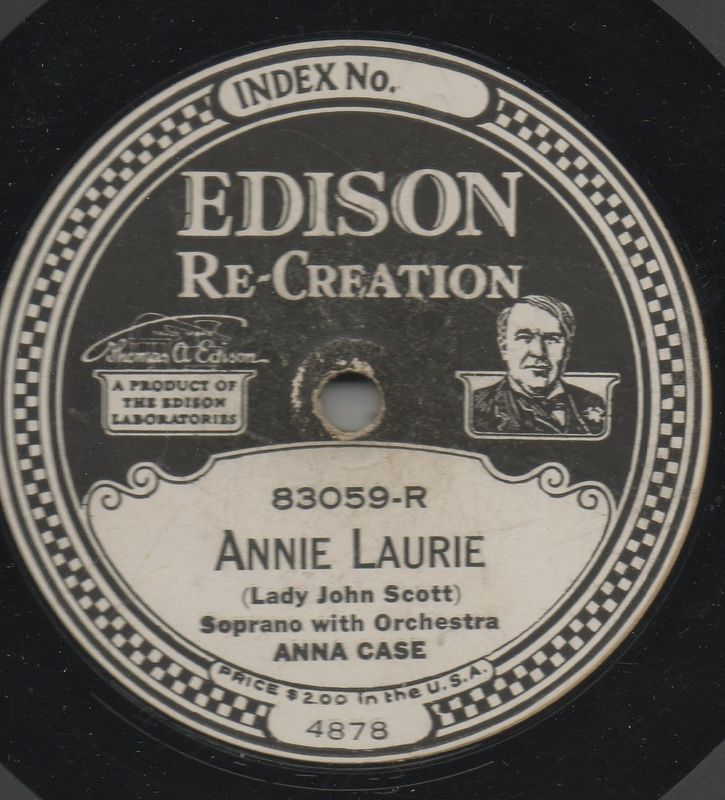 INDEX No.
EDISON
RE-CREATION
Thomas A Edison
A PRODUCT OF
THE EDISON
LABORATORIES
83059-R
ANNIE LAURIE
(Lady John Scott)
Soprano with Orchestra
ANNA CASE
PRICE $2.00 in the U.S.A.
4878